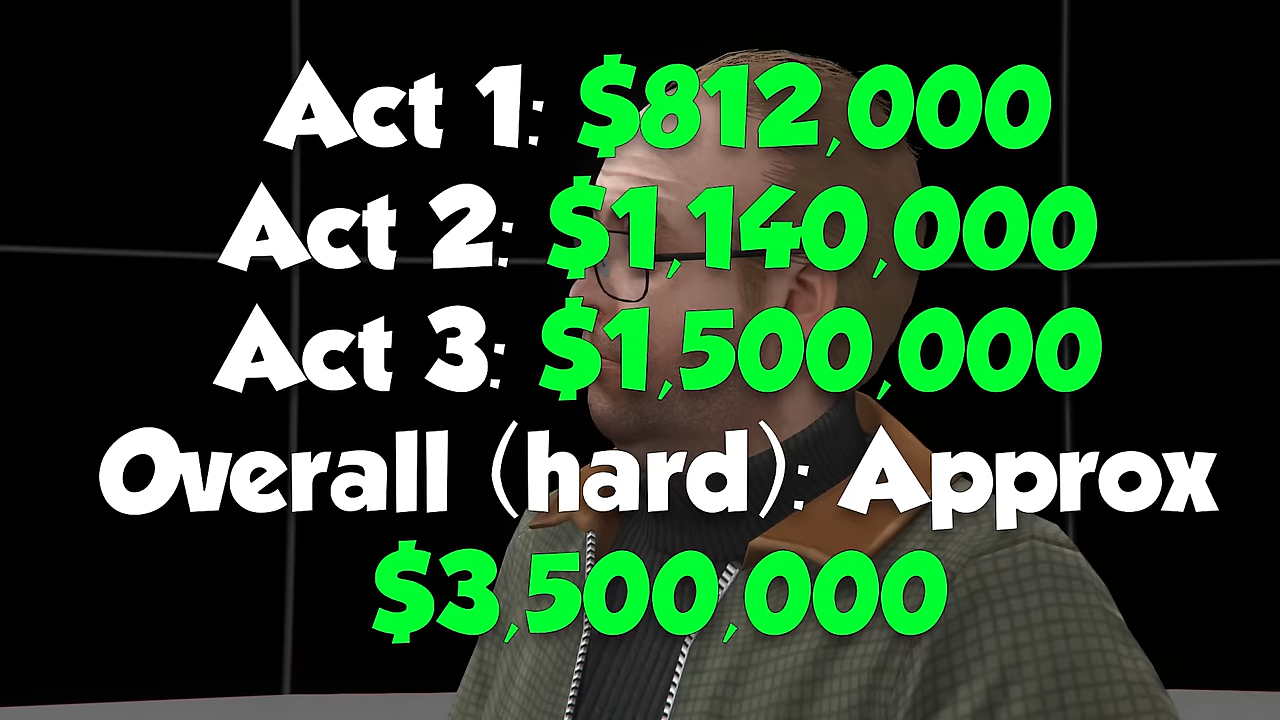 Act 1: $812,000
Act 2: $1,140,000
Act 3: $1,500,000
Overall (hard): Approx
$3,500,000